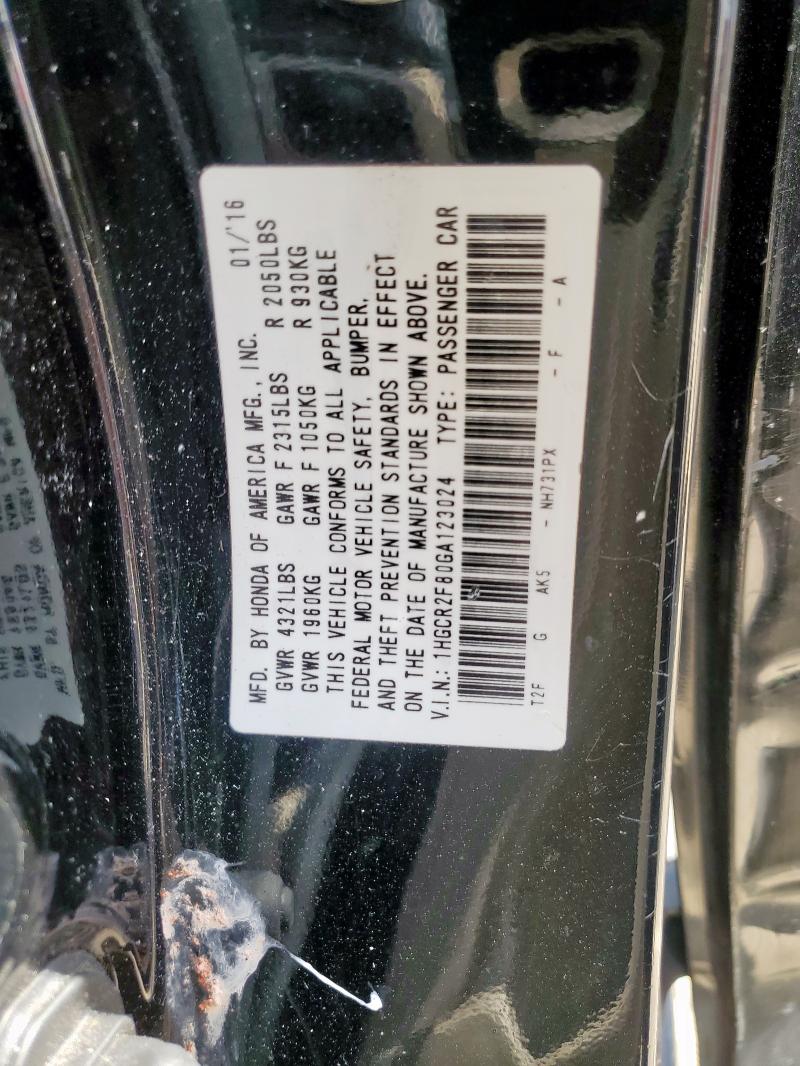 MFD. BY HONDA OF AMERICA MFG., INC. 01/'16
GVWR 4321LBS GAWR F 2315LBS R 2050LBS
GVWR 1960KG GAWR F 1050KG R 930KG
THIS VEHICLE CONFORMS TO ALL APPLICABLE
FEDERAL MOTOR VEHICLE SAFETY, BUMPER,
AND THEFT PREVENTION STANDARDS IN EFFECT
ON THE DATE OF MANUFACTURE SHOWN ABOVE.
V.I.N.: 1HGCR2F80GA123024 TYPE: PASSENGER CAR
T2F G AK5 - NH731PX - F - A